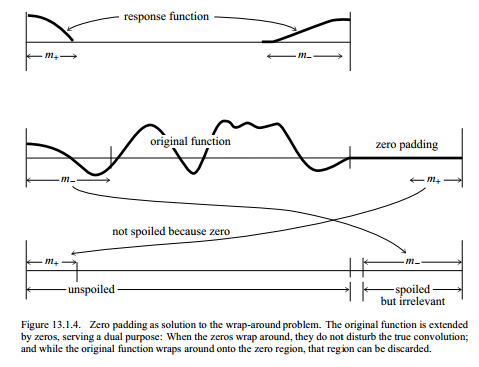 response function
m+
m–
original function
zero padding
m–
m+
not spoiled because zero
m+
m–
unspoiled
spoiled
but irrelevant
Figure 13.1.4. Zero padding as solution to the wrap-around problem. The original function is extended
by zeros, serving a dual purpose: When the zeros wrap around, they do not disturb the true convolution;
and while the original function wraps around onto the zero region, that region can be discarded.